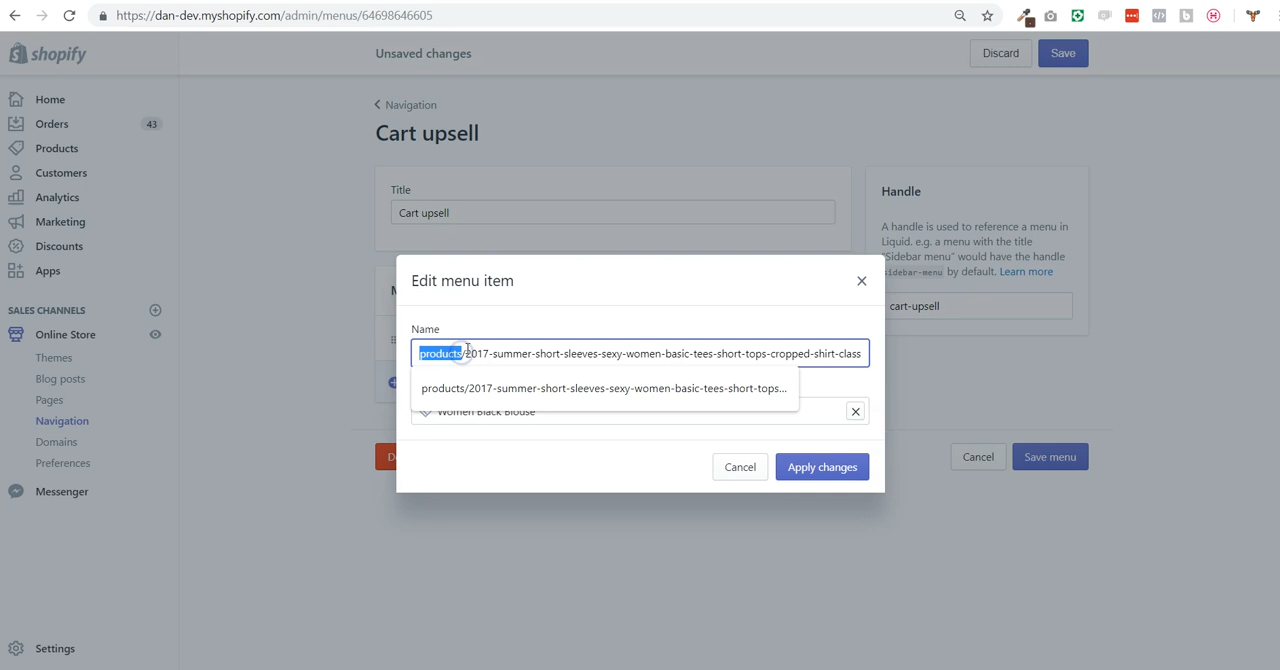 https://dan-dev.myshopify.com/admin/menus/64698646605
shopify
Unsaved changes
Discard
Save
Home
Orders
43
Products
Customers
Analytics
Marketing
Discounts
Apps
SALES CHANNELS
Online Store
Themes
Blog posts
Pages
Navigation
Domains
Preferences
Messenger
Settings
Navigation
Cart upsell
Title
Cart upsell
Handle
A handle is used to reference a menu in
Liquid. e.g. a menu with the title
"Sidebar menu" would have the handle
sidebar-menu by default. Learn more
cart-upsell
Edit menu item
Name
products/2017-summer-short-sleeves-sexy-women-basic-tees-short-tops-cropped-shirt-class
products/2017-summer-short-sleeves-sexy-women-basic-tees-short-tops...
Women Black Blouse
Cancel
Apply changes
Cancel
Save menu